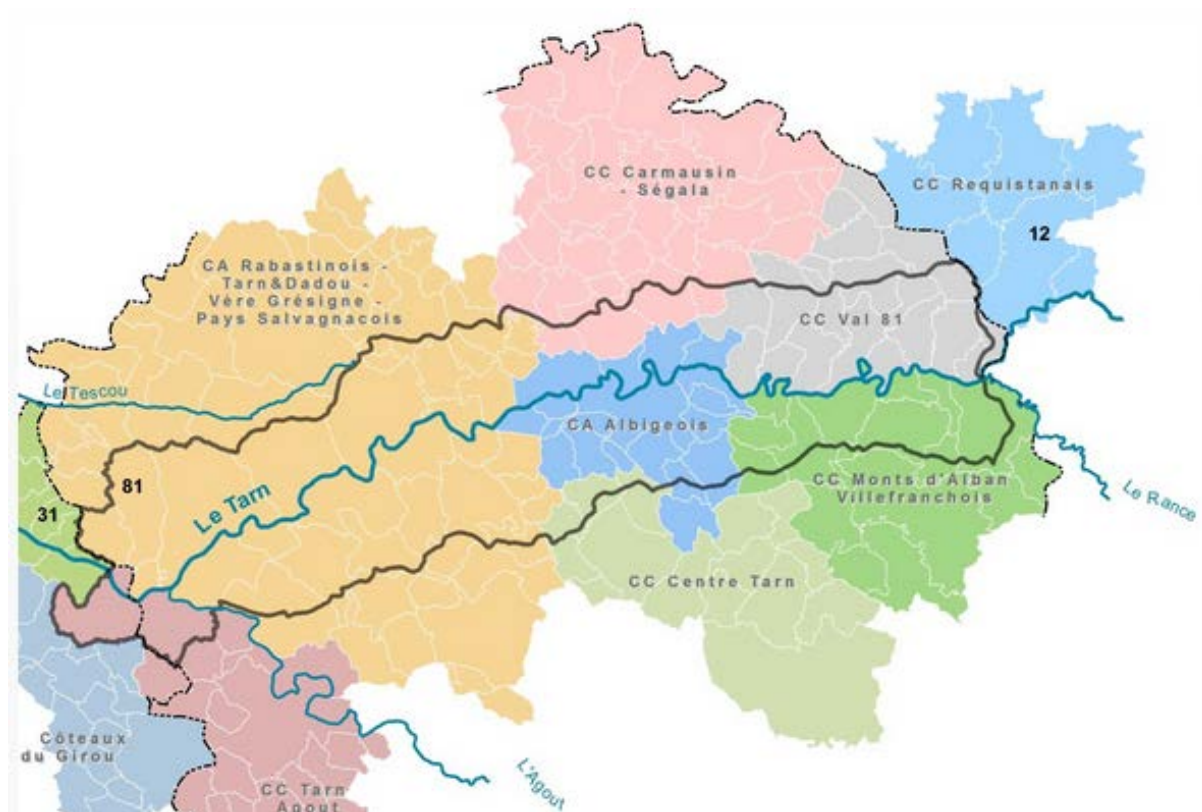 CC Carmausin
- Ségala
CC Requistanais
12
CA Rabastinois -
Tarn&Dadou -
Vère Grésigne -
Pays Salvagnacois
CC Val 81
Le Tescou
CA Albigeois
81
Le Tarn
CC Monts d'Alban
Villefranchois
Le Rance
31
CC Centre Tarn
Côteaux
du Girou
L'Agout
CC Tarn
Agout